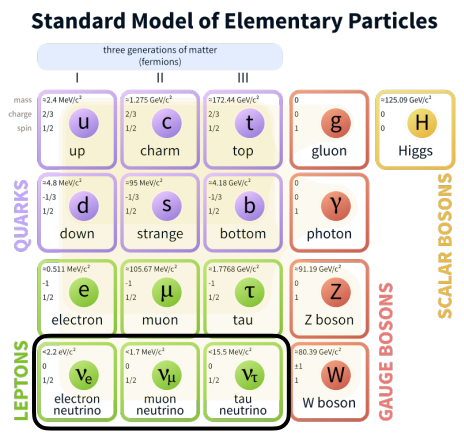 Standard Model of Elementary Particles
three generations of matter
(fermions)
I II III
mass
charge
spin
≈2.4 MeV/c²
2/3
1/2
u
up
≈1.275 GeV/c²
2/3
1/2
c
charm
≈172.44 GeV/c²
2/3
1/2
t
top
0
0
1
g
gluon
≈125.09 GeV/c²
0
0
H
Higgs
QUARKS
≈4.8 MeV/c²
-1/3
1/2
d
down
≈95 MeV/c²
-1/3
1/2
s
strange
≈4.18 GeV/c²
-1/3
1/2
b
bottom
0
0
1
γ
photon
SCALAR BOSONS
≈0.511 MeV/c²
-1
1/2
e
electron
≈105.67 MeV/c²
-1
1/2
μ
muon
≈1.7768 GeV/c²
-1
1/2
τ
tau
≈91.19 GeV/c²
0
1
Z
Z boson
LEPTONS
<2.2 eV/c²
0
1/2
νe
electron
neutrino
<1.7 MeV/c²
0
1/2
νμ
muon
neutrino
<15.5 MeV/c²
0
1/2
ντ
tau
neutrino
≈80.39 GeV/c²
±1
1
W
W boson
GAUGE BOSONS